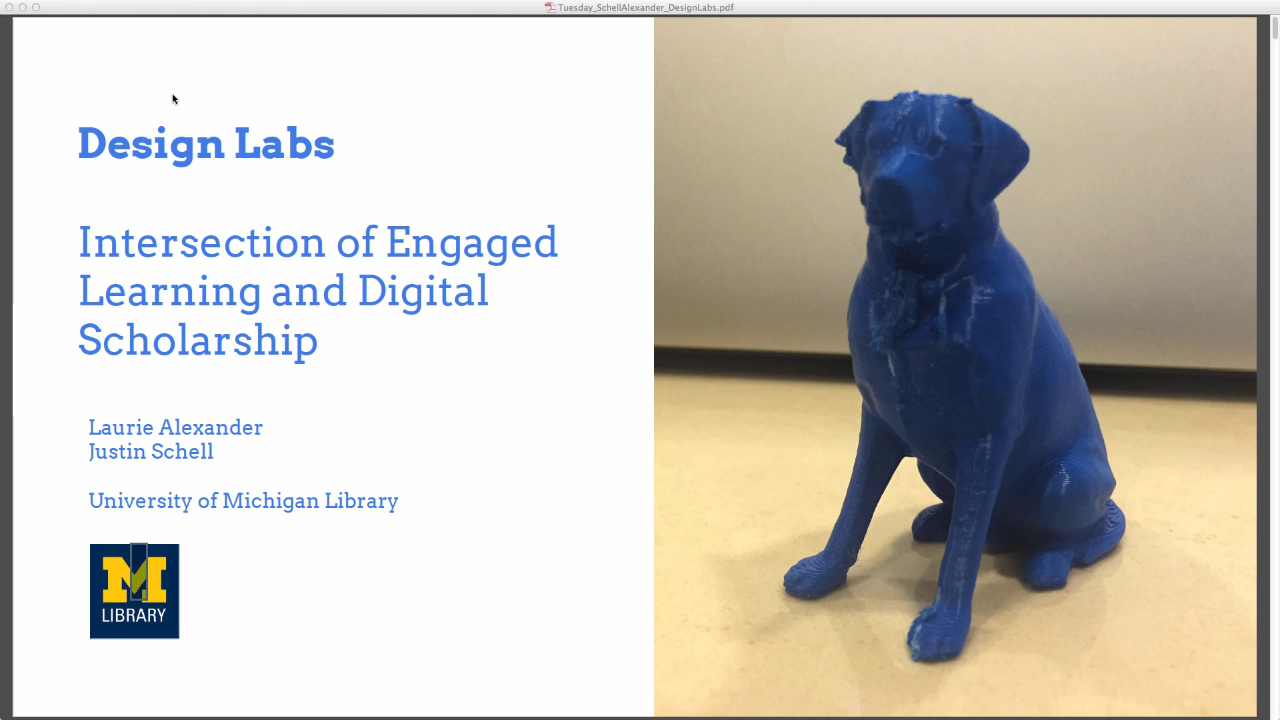 Tuesday_SchellAlexander_DesignLabs.pdf
Design Labs
Intersection of Engaged
Learning and Digital
Scholarship
Laurie Alexander
Justin Schell
University of Michigan Library
M
LIBRARY